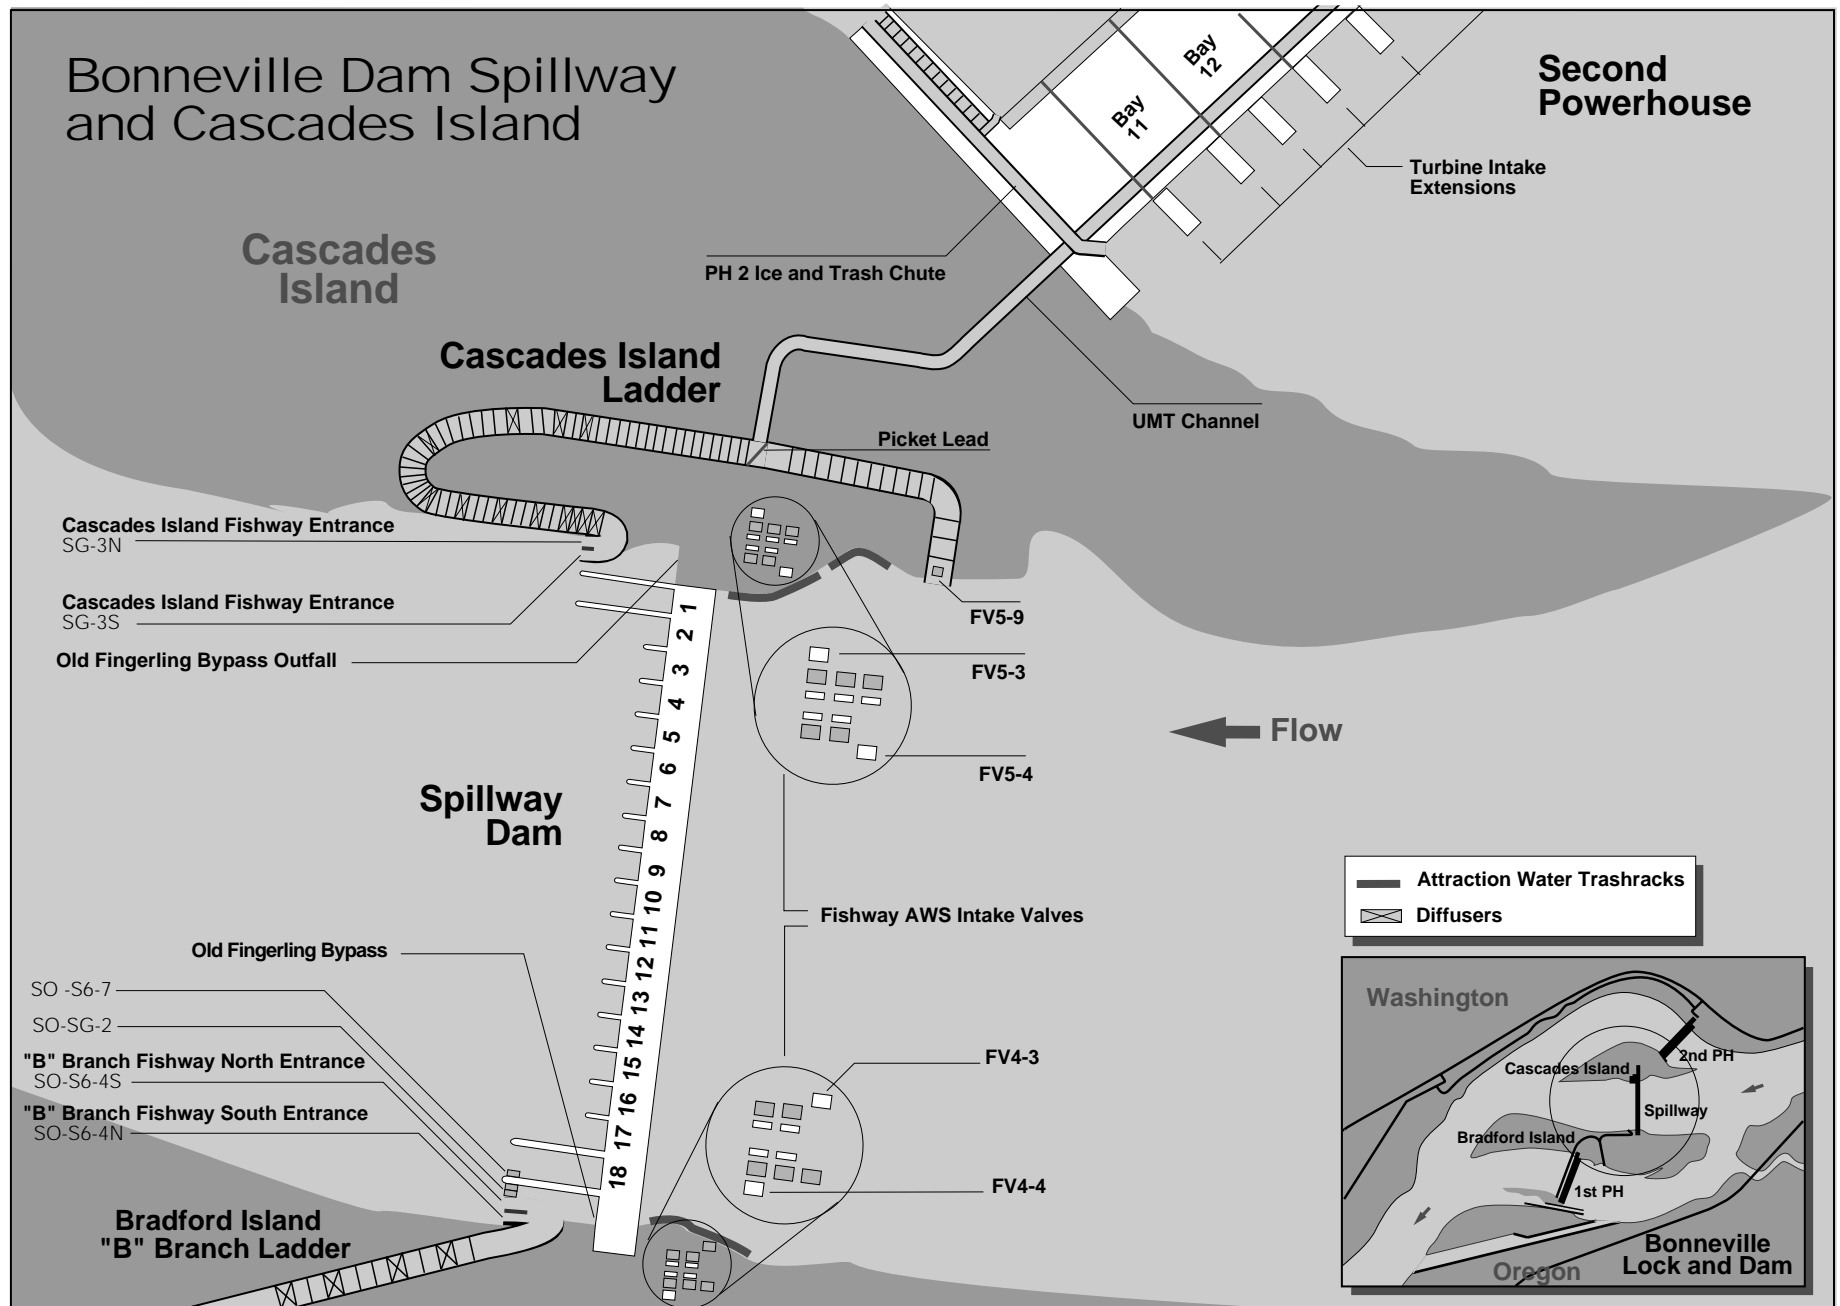 Bonneville Dam Spillway
and Cascades Island
Bay
12
Bay
11
Second
Powerhouse
Turbine Intake
Extensions
Cascades
Island
PH 2 Ice and Trash Chute
Cascades Island
Ladder
UMT Channel
Picket Lead
Cascades Island Fishway Entrance
SG-3N
Cascades Island Fishway Entrance
SG-3S
Old Fingerling Bypass Outfall
FV5-9
FV5-3
FV5-4
Flow
1
2
3
4
5
6
7
8
9
10
11
12
13
14
15
16
17
18
Spillway
Dam
Fishway AWS Intake Valves
Attraction Water Trashracks
Diffusers
Old Fingerling Bypass
SO -S6-7
SO-SG-2
"B" Branch Fishway North Entrance
SO-S6-4S
"B" Branch Fishway South Entrance
SO-S6-4N
FV4-3
FV4-4
Bradford Island
"B" Branch Ladder
Washington
2nd PH
Cascades Island
Spillway
Bradford Island
1st PH
Bonneville
Lock and Dam
Oregon